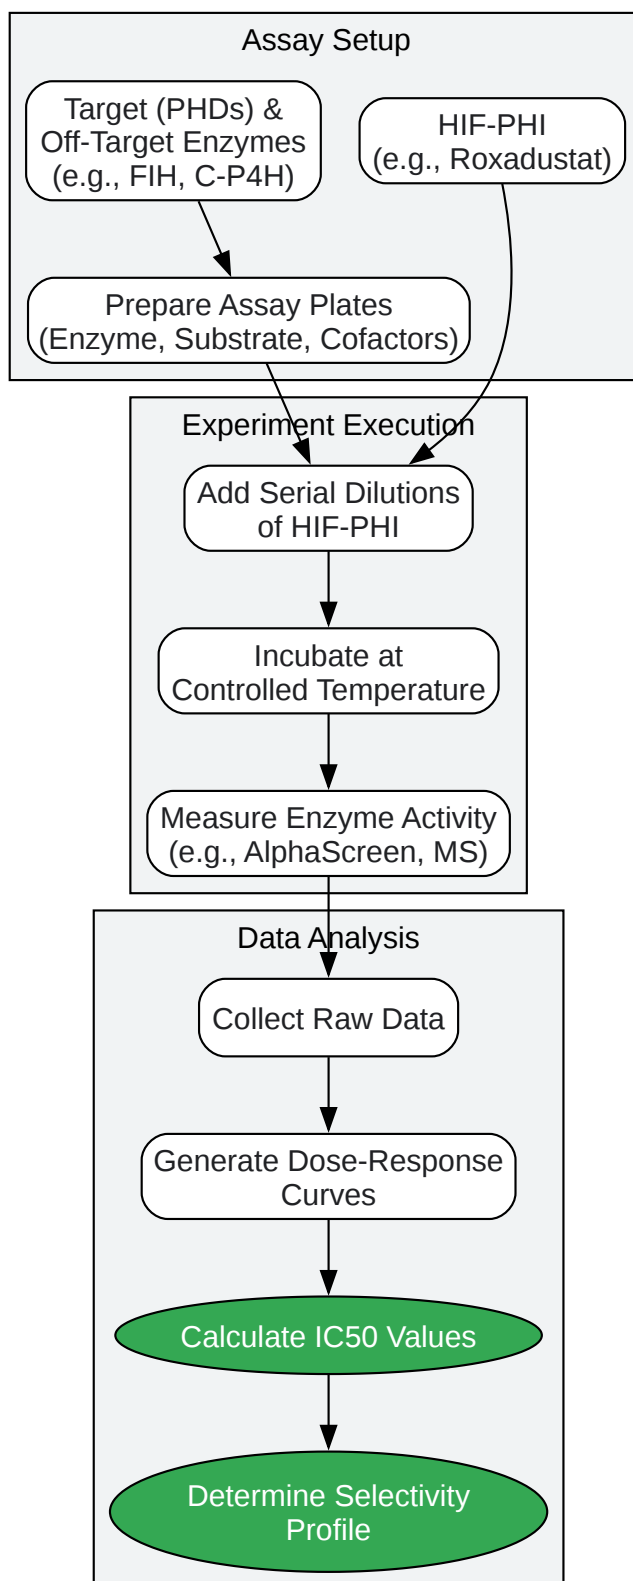 Assay Setup
Target (PHDs) &
Off-Target Enzymes
(e.g., FIH, C-P4H)
HIF-PHI
(e.g., Roxadustat)
Prepare Assay Plates
(Enzyme, Substrate, Cofactors)
Experiment Execution
Add Serial Dilutions
of HIF-PHI
Incubate at
Controlled Temperature
Measure Enzyme Activity
(e.g., AlphaScreen, MS)
Data Analysis
Collect Raw Data
Generate Dose-Response
Curves
Calculate IC50 Values
Determine Selectivity
Profile